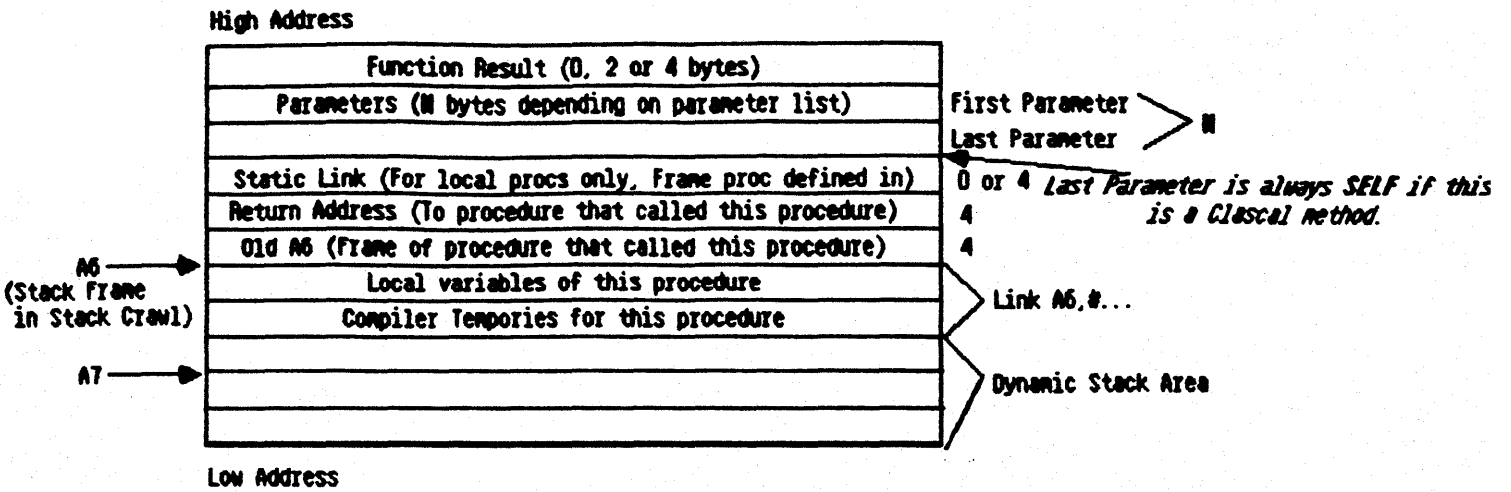 High Address
Function Result (0, 2 or 4 bytes)
Parameters (N bytes depending on parameter list)
First Parameter
N
Last Parameter
Static Link (For local procs only, Frame proc defined in)
0 or 4
Last Parameter is always SELF if this
is a Clascal method.
Return Address (To procedure that called this procedure)
4
Old A6 (Frame of procedure that called this procedure)
4
A6
(Stack Frame
in Stack Crawl)
Local variables of this procedure
Link A6,#...
Compiler Tempories for this procedure
A7
Dynamic Stack Area
Low Address